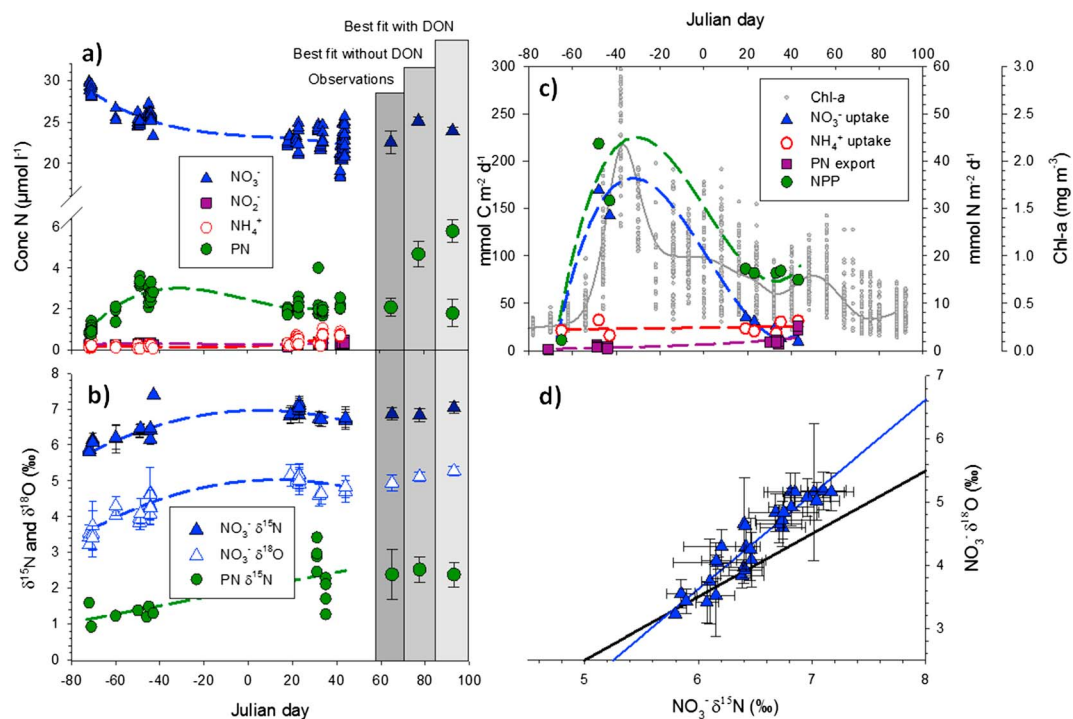 Best fit with DON
Best fit without DON
Observations
a)
Conc N (μmol l⁻¹)
30
25
20
6
4
2
0
NO₃⁻
NO₂⁻
NH₄⁺
PN
b)
δ¹⁵N and δ¹⁸O (‰)
8
7
6
5
4
3
2
1
0
NO₃⁻ δ¹⁵N
NO₃⁻ δ¹⁸O
PN δ¹⁵N
-80 -60 -40 -20 0 20 40 60 80 100
Julian day
Julian day
-80 -60 -40 -20 0 20 40 60 80 100
c)
mmol C m⁻² d⁻¹
300
250
200
150
100
50
0
Chl-a
NO₃⁻ uptake
NH₄⁺ uptake
PN export
NPP
60
50
40
30
20
10
0
mmol N m⁻² d⁻¹
3.0
2.5
2.0
1.5
1.0
0.5
0.0
Chl-a (mg m⁻³)
d)
7
6
5
4
3
NO₃⁻ δ¹⁸O (‰)
5 6 7 8
NO₃⁻ δ¹⁵N (‰)